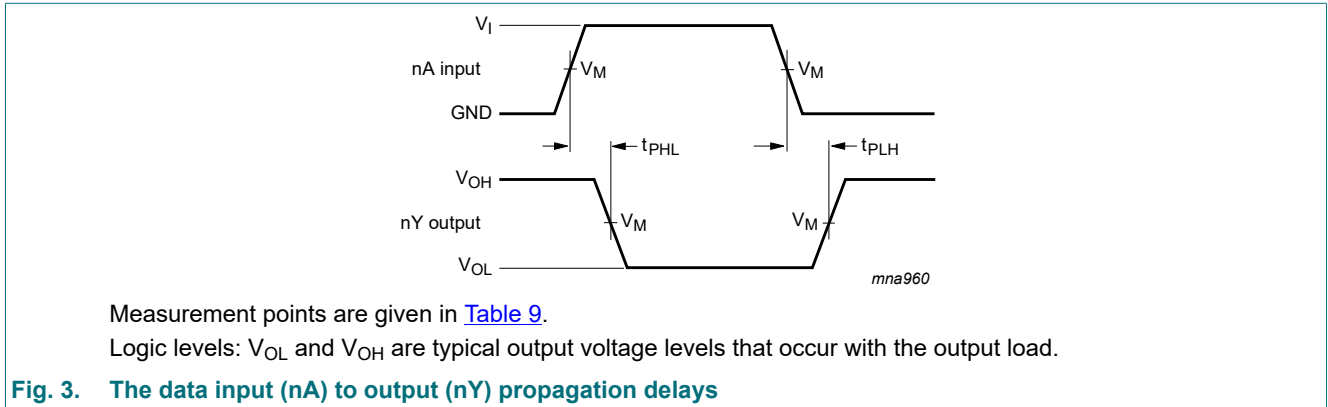 VI
nA input
VM
VM
GND
tPHL
tPLH
VOH
nY output
VM
VM
VOL
mna960
Measurement points are given in Table 9.
Logic levels: VOL and VOH are typical output voltage levels that occur with the output load.
Fig. 3. The data input (nA) to output (nY) propagation delays